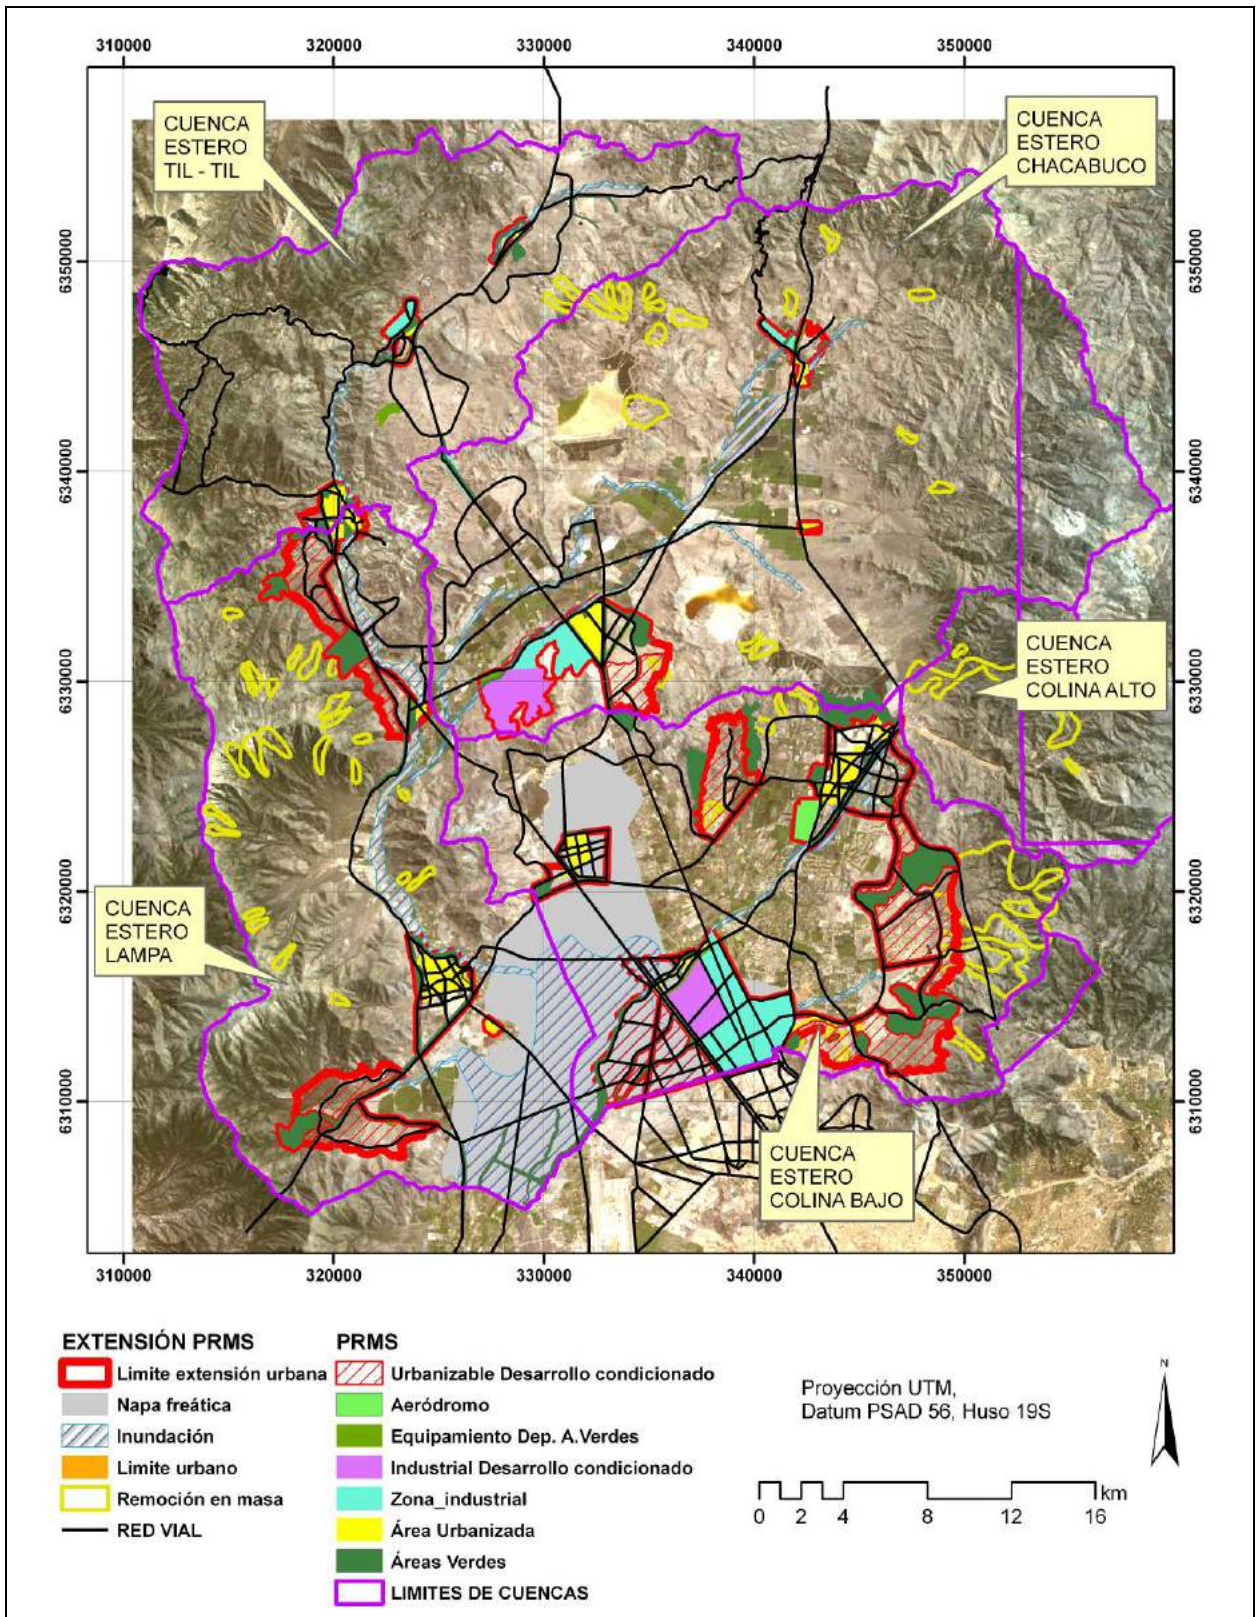 310000 320000 330000 340000 350000
CUENCA
ESTERO
TIL - TIL
CUENCA
ESTERO
CHACABUCO
6350000
6350000
6340000
6340000
6330000
6330000
CUENCA
ESTERO
COLINA ALTO
6320000
6320000
CUENCA
ESTERO
LAMPA
6310000
6310000
CUENCA
ESTERO
COLINA BAJO
310000 320000 330000 340000 350000
EXTENSIÓN PRMS
Limite extensión urbana
Napa freática
Inundación
Limite urbano
Remoción en masa
RED VIAL
PRMS
Urbanizable Desarrollo condicionado
Aeródromo
Equipamiento Dep. A.Verdes
Industrial Desarrollo condicionado
Zona_industrial
Área Urbanizada
Áreas Verdes
LIMITES DE CUENCAS
Proyección UTM,
Datum PSAD 56, Huso 19S
N
km
0 2 4 8 12 16